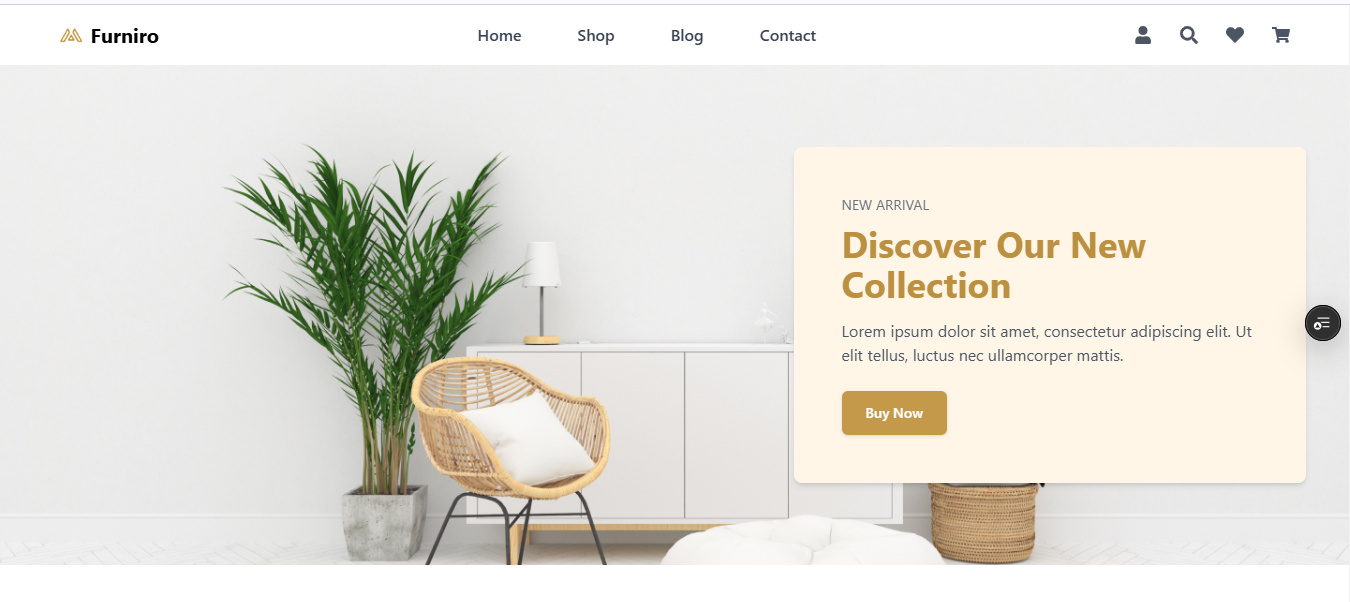 Furniro
Home
Shop
Blog
Contact
NEW ARRIVAL
Discover Our New
Collection
Lorem ipsum dolor sit amet, consectetur adipiscing elit. Ut
elit tellus, luctus nec ullamcorper mattis.
Buy Now